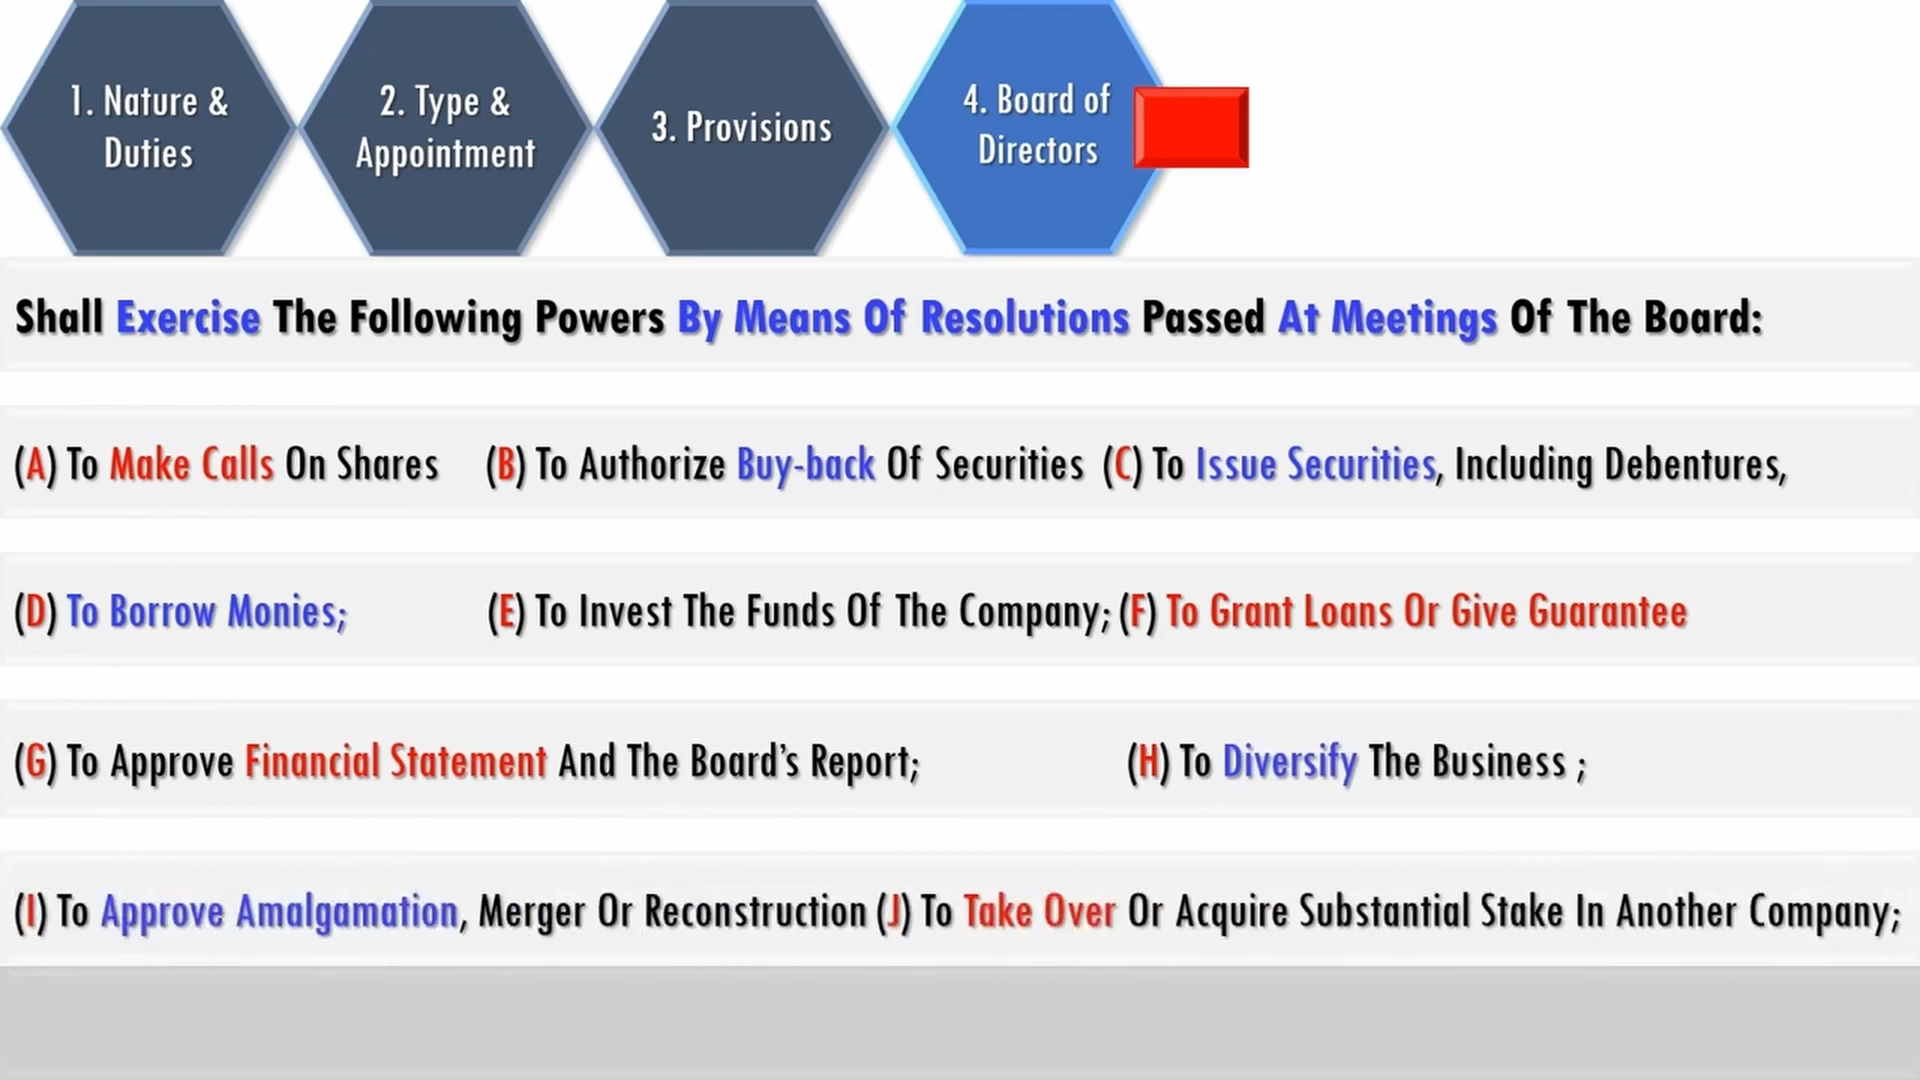 1. Nature &
Duties
2. Type &
Appointment
3. Provisions
4. Board of
Directors
Shall Exercise The Following Powers By Means Of Resolutions Passed At Meetings Of The Board:
(A) To Make Calls On Shares (B) To Authorize Buy-back Of Securities (C) To Issue Securities, Including Debentures,
(D) To Borrow Monies; (E) To Invest The Funds Of The Company; (F) To Grant Loans Or Give Guarantee
(G) To Approve Financial Statement And The Board’s Report; (H) To Diversify The Business ;
(I) To Approve Amalgamation, Merger Or Reconstruction (J) To Take Over Or Acquire Substantial Stake In Another Company;